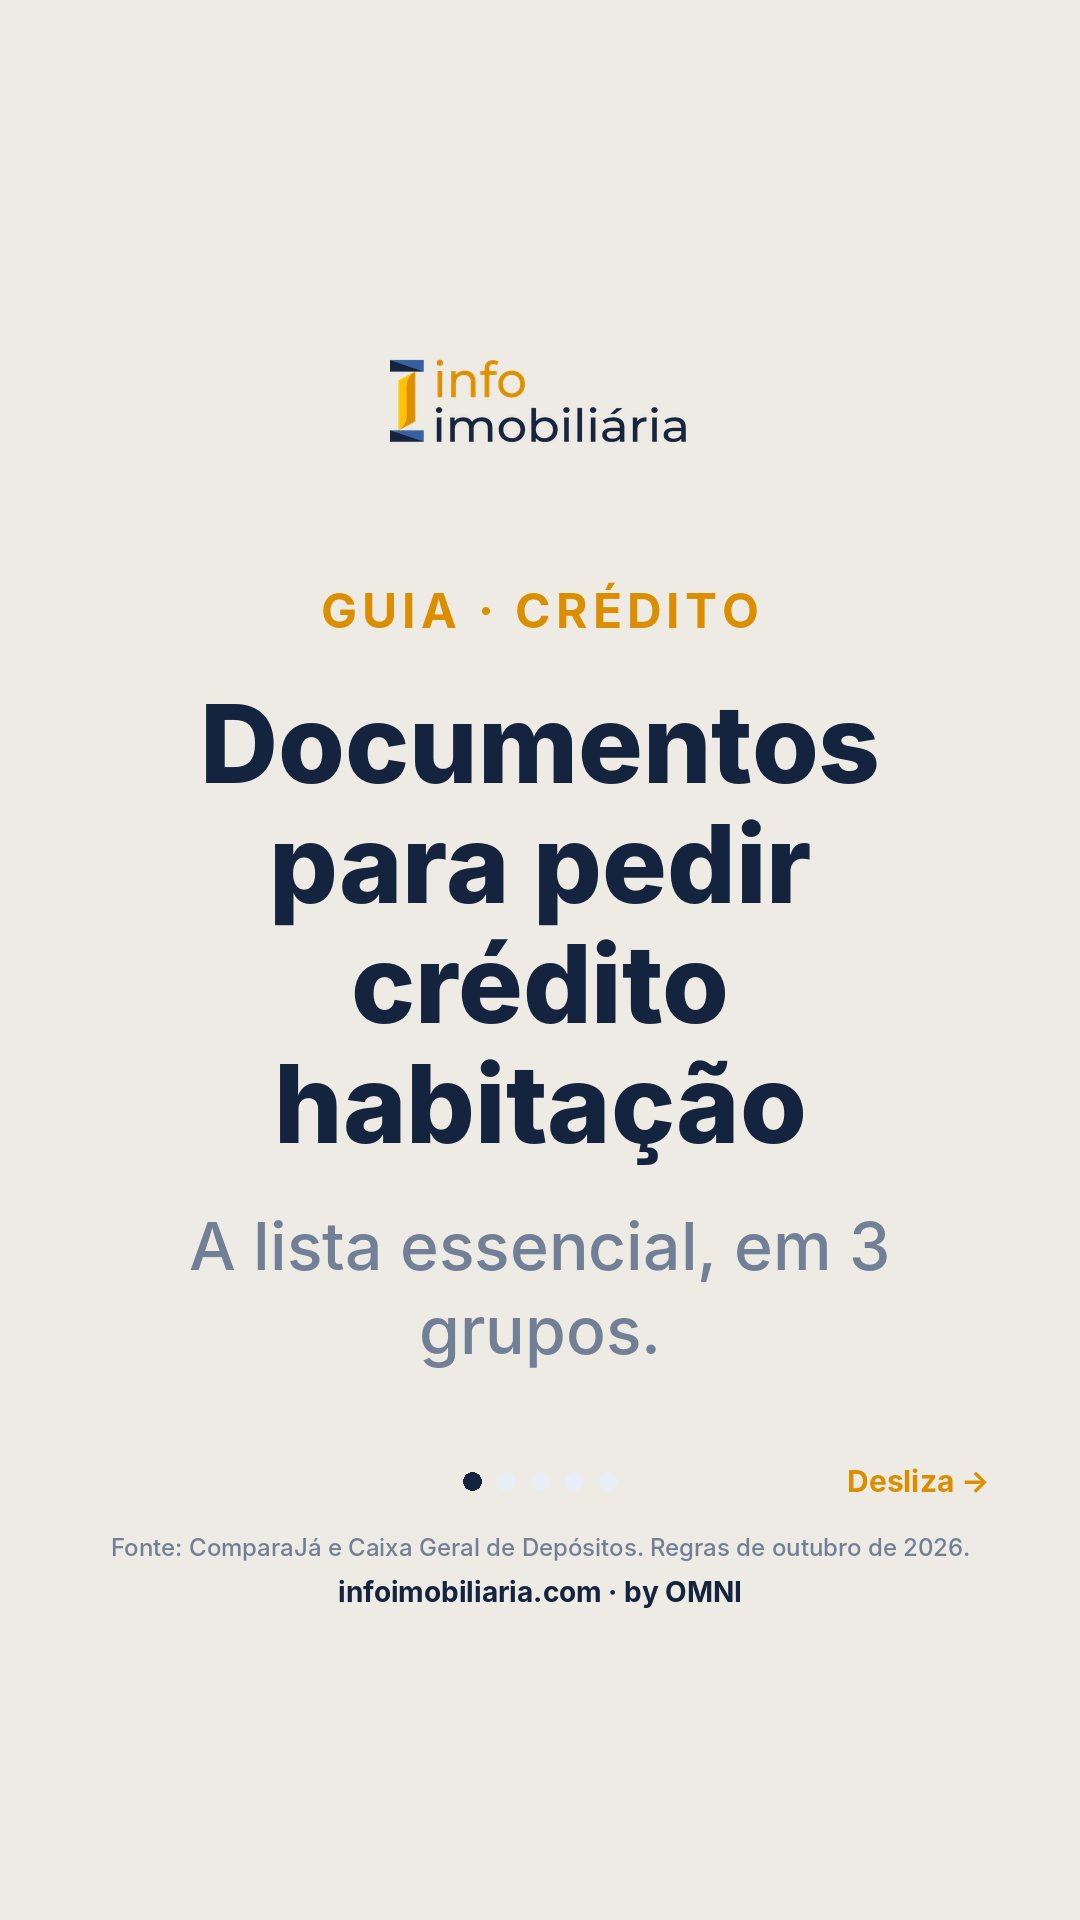 info
imobiliária
GUIA · CRÉDITO
Documentos
para pedir
crédito
habitação
A lista essencial, em 3
grupos.
Desliza →
Fonte: ComparaJá e Caixa Geral de Depósitos. Regras de outubro de 2026.
infoimobiliaria.com · by OMNI